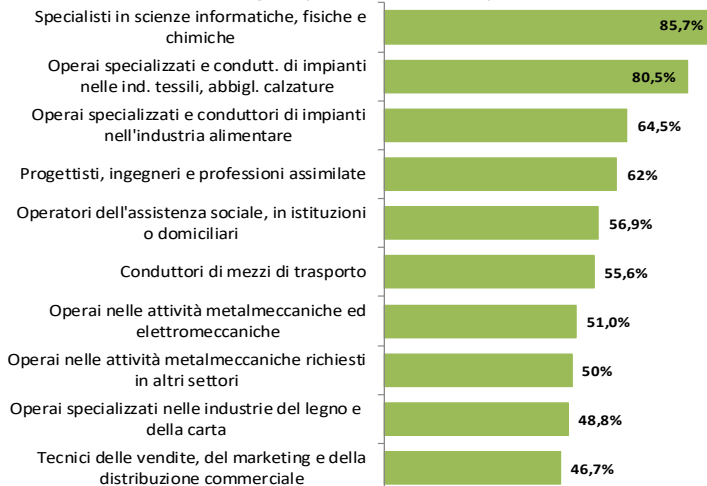 Specialisti in scienze informatiche, fisiche e
chimiche
85,7%
Operai specializzati e condutt. di impianti
nelle ind. tessili, abbigl. calzature
80,5%
Operai specializzati e conduttori di impianti
nell'industria alimentare
64,5%
Progettisti, ingegneri e professioni assimilate
62%
Operatori dell'assistenza sociale, in istituzioni
o domiciliari
56,9%
Conduttori di mezzi di trasporto
55,6%
Operai nelle attività metalmeccaniche ed
elettromeccaniche
51,0%
Operai nelle attività metalmeccaniche richiesti
in altri settori
50%
Operai specializzati nelle industrie del legno e
della carta
48,8%
Tecnici delle vendite, del marketing e della
distribuzione commerciale
46,7%